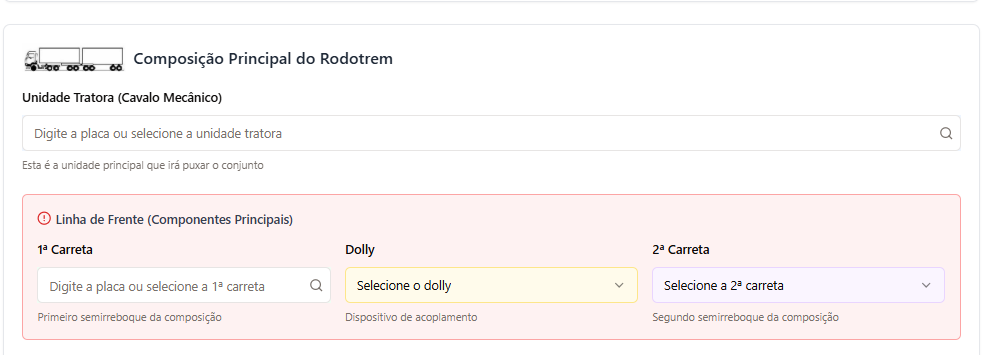 Composição Principal do Rodotrem
Unidade Tratora (Cavalo Mecânico)
Digite a placa ou selecione a unidade tratora
Esta é a unidade principal que irá puxar o conjunto
Linha de Frente (Componentes Principais)
1ª Carreta
Digite a placa ou selecione a 1ª carreta
Primeiro semirreboque da composição
Dolly
Selecione o dolly
Dispositivo de acoplamento
2ª Carreta
Selecione a 2ª carreta
Segundo semirreboque da composição